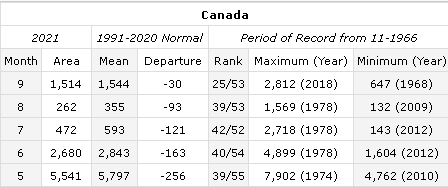 Canada
2021 1991-2020 Normal Period of Record from 11-1966
Month Area Mean Departure Rank Maximum (Year) Minimum (Year)
9 1,514 1,544 -30 25/53 2,812 (2018) 647 (1968)
8 262 355 -93 39/53 1,569 (1978) 132 (2009)
7 472 593 -121 42/52 2,718 (1978) 143 (2012)
6 2,680 2,843 -163 40/54 4,899 (1978) 1,604 (2012)
5 5,541 5,797 -256 39/55 7,902 (1974) 4,762 (2010)